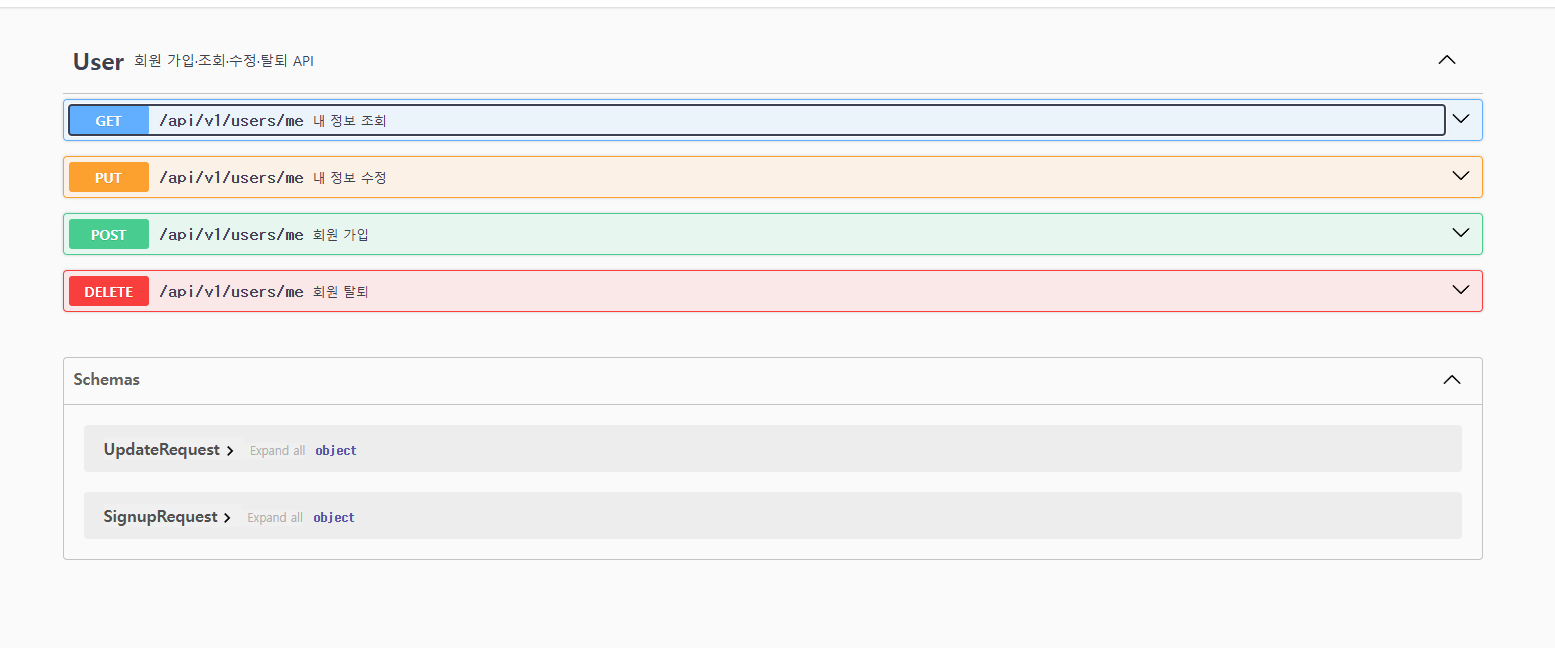 User 회원 가입·조회·수정·탈퇴 API
GET /api/v1/users/me 내 정보 조회
PUT /api/v1/users/me 내 정보 수정
POST /api/v1/users/me 회원 가입
DELETE /api/v1/users/me 회원 탈퇴
Schemas
UpdateRequest Expand all object
SignupRequest Expand all object